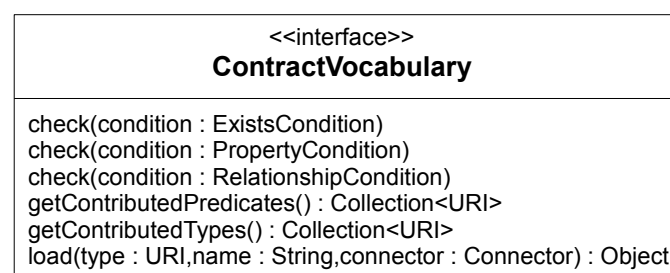 <<interface>>
ContractVocabulary
check(condition : ExistsCondition)
check(condition : PropertyCondition)
check(condition : RelationshipCondition)
getContributedPredicates() : Collection<URI>
getContributedTypes() : Collection<URI>
load(type : URI,name : String,connector : Connector) : Object